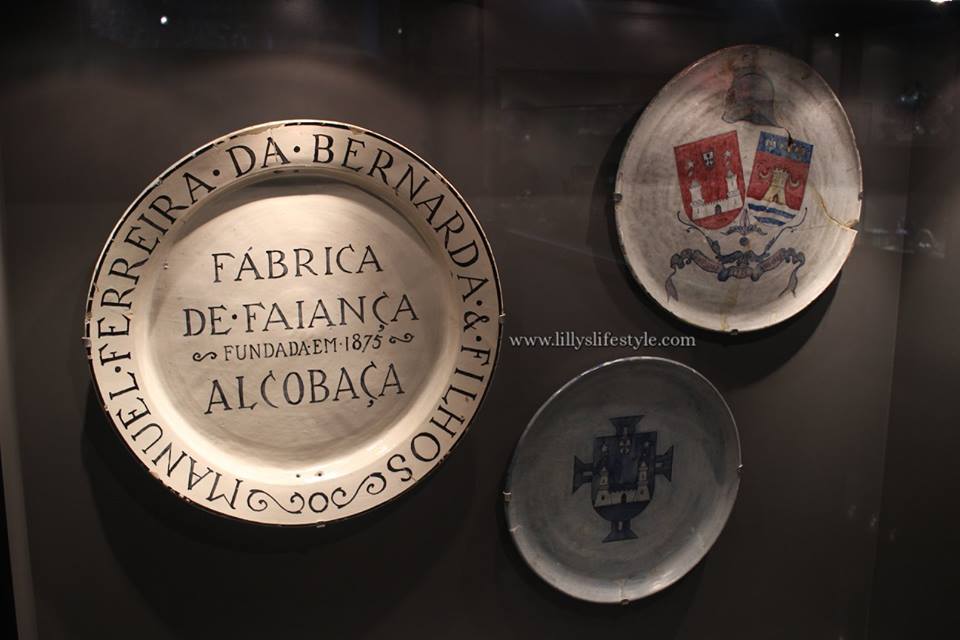 MANUEL·FERREIRA·DA·BERNARDA·&·FILHOS
FÁBRICA
DE·FAIANÇA
FUNDADA·EM·1875
ALCOBAÇA
www.lillyslifestyle.com